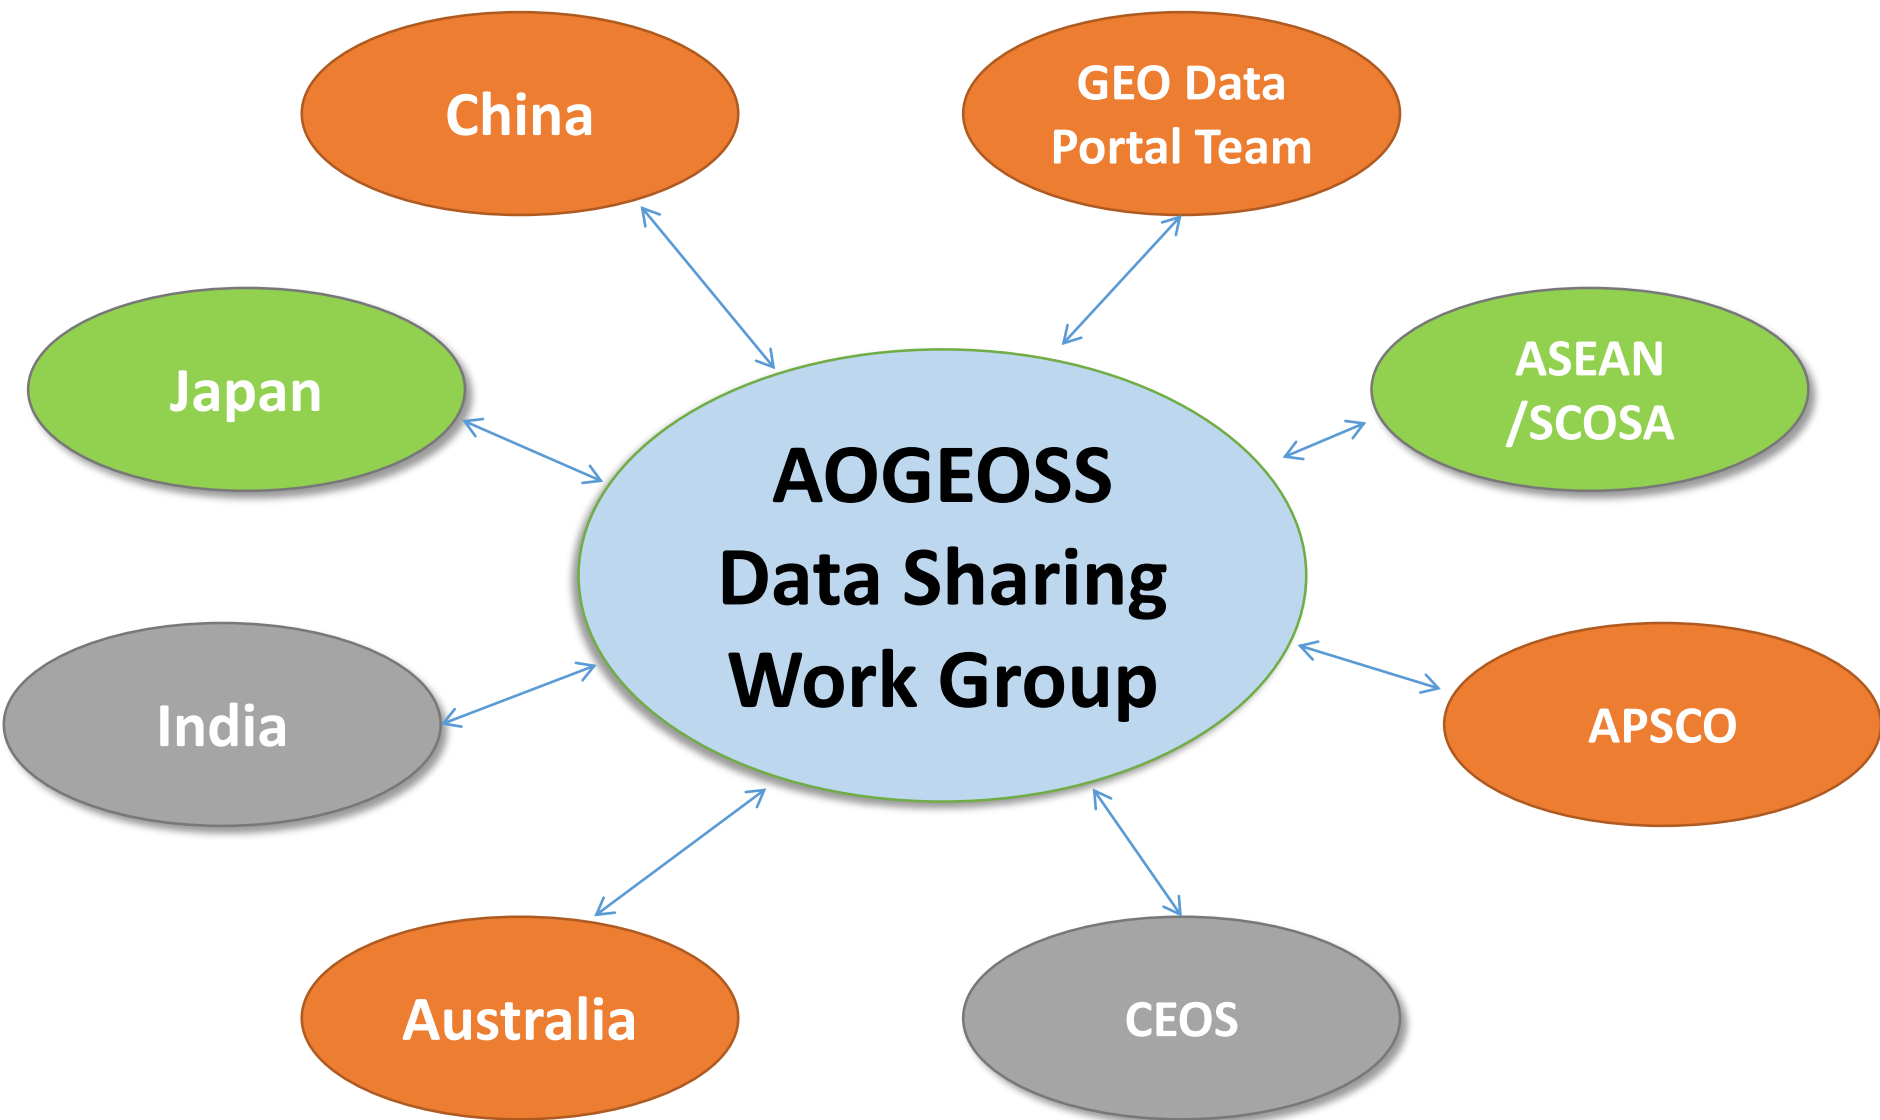 China
GEO Data
Portal Team
Japan
ASEAN
/SCOSA
AOGEOSS
Data Sharing
Work Group
India
APSCO
Australia
CEOS